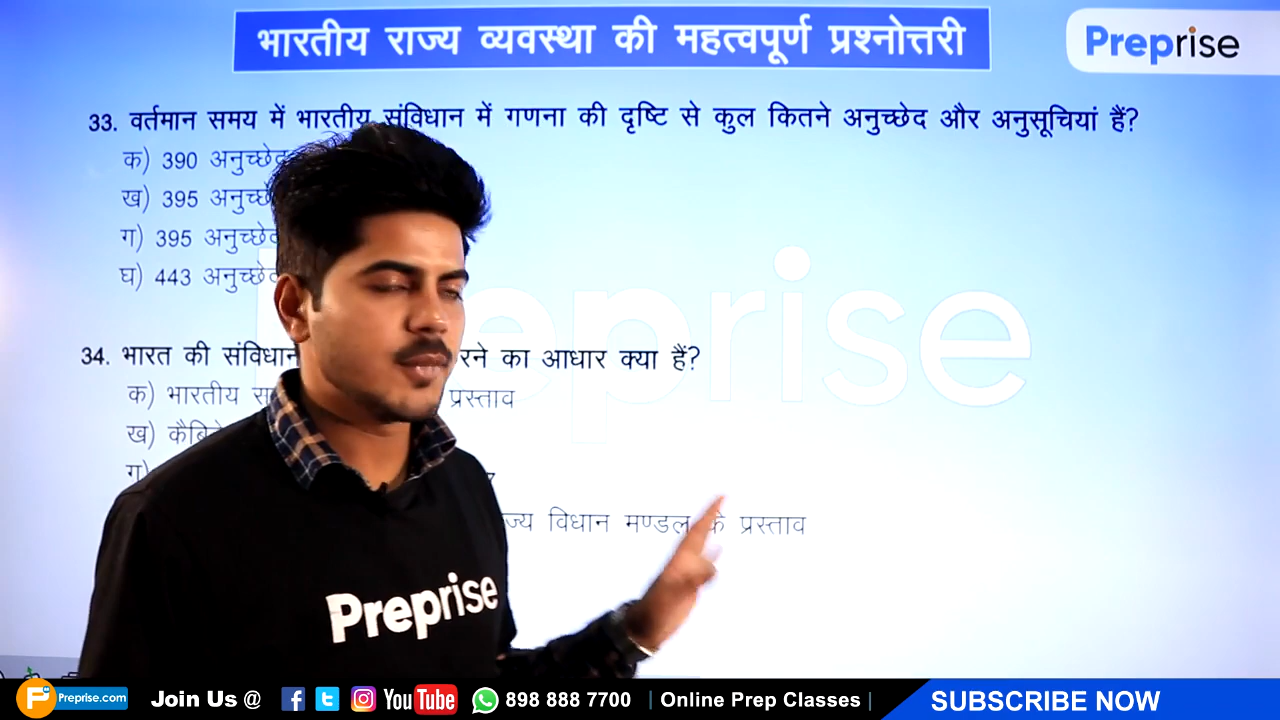 भारतीय राज्य व्यवस्था की महत्वपूर्ण प्रश्नोत्तरी
Preprise
33. वर्तमान समय में भारतीय संविधान में गणना की दृष्टि से कुल कितने अनुच्छेद और अनुसूचियां हैं?
क) 390 अनुच्छेद
ख) 395 अनुच्छे
ग) 395 अनुच्छेद
घ) 443 अनुच्छेद
Preprise
34. भारत की संविधान रने का आधार क्या हैं?
क) भारतीय प्रस्ताव
ख)
ग)
ज्य विधान मण्डल के प्रस्ताव
Preprise
Preprise.com
Join Us @
YouTube
898 888 7700
Online Prep Classes
SUBSCRIBE NOW